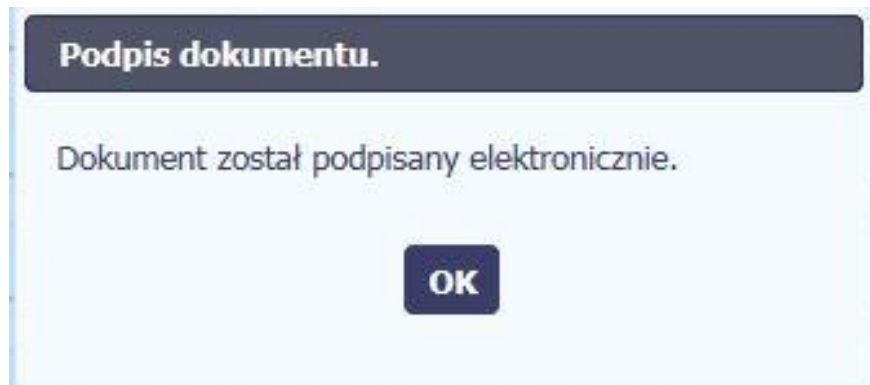 Podpis dokumentu.
Dokument został podpisany elektronicznie.
OK